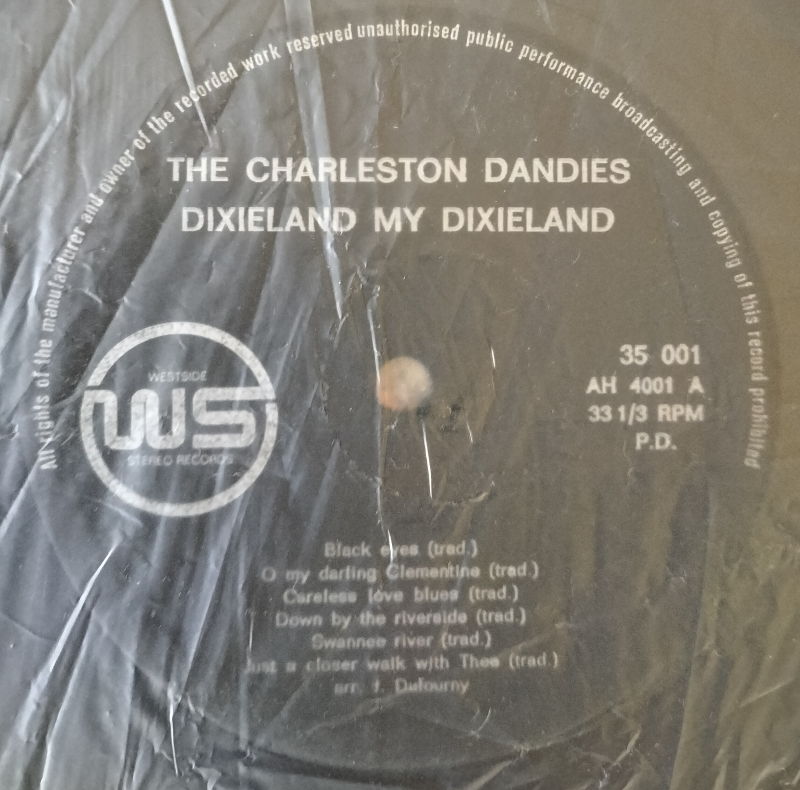 All rights of the manufacturer and owner of the recorded work reserved unauthorised public performance broadcasting and copying of this record prohibited
THE CHARLESTON DANDIES
DIXIELAND MY DIXIELAND
WESTSIDE
WS
STEREO RECORDS
35 001
AH 4001 A
33 1/3 RPM
P.D.
Black eyes (trad.)
O my darling Clementine (trad.)
Careless love blues (trad.)
Down by the riverside (trad.)
Swannee river (trad.)
Just a closer walk with Thee (trad.)
arr. J. Dufourny